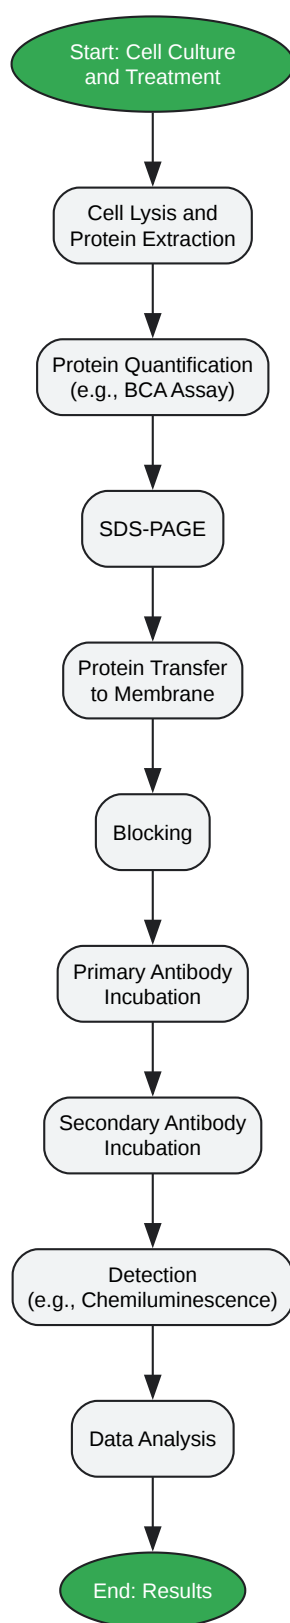 Start: Cell Culture
and Treatment
Cell Lysis and
Protein Extraction
Protein Quantification
(e.g., BCA Assay)
SDS-PAGE
Protein Transfer
to Membrane
Blocking
Primary Antibody
Incubation
Secondary Antibody
Incubation
Detection
(e.g., Chemiluminescence)
Data Analysis
End: Results